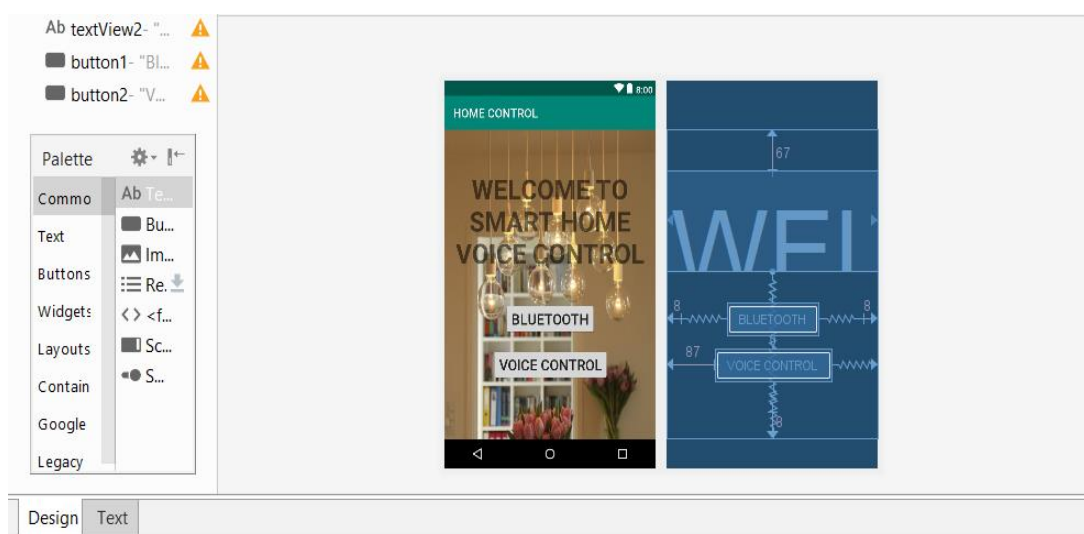 Ab textView2- "...
button1- "Bl...
button2- "V...
Palette
Commo
Text
Buttons
Widgets
Layouts
Contain
Google
Legacy
Ab Te...
Bu...
Im...
Re.
<> <f...
Sc...
S...
8:00
HOME CONTROL
WELCOME TO
SMART HOME
VOICE CONTROL
BLUETOOTH
VOICE CONTROL
67
WEL
8
8
BLUETOOTH
87
VOICE CONTROL
8
Design
Text